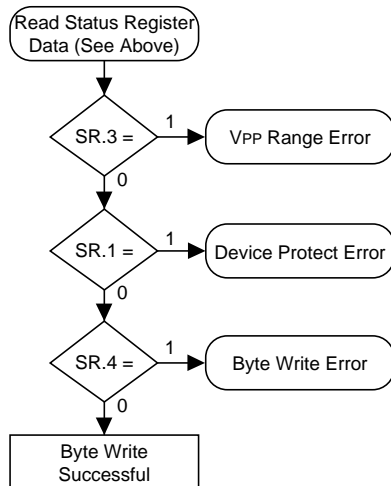 Read Status Register
Data (See Above)
SR.3 =
1
VPP Range Error
0
SR.1 =
1
Device Protect Error
0
SR.4 =
1
Byte Write Error
0
Byte Write
Successful